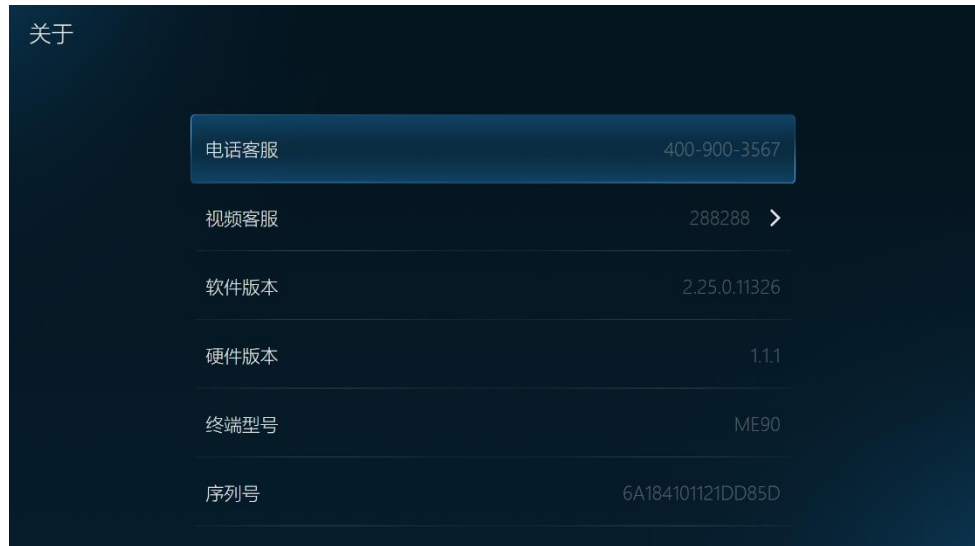 关于
电话客服 400-900-3567
视频客服 288288
软件版本 2.25.0.11326
硬件版本 1.1.1
终端型号 ME90
序列号 6A184101121DD85D